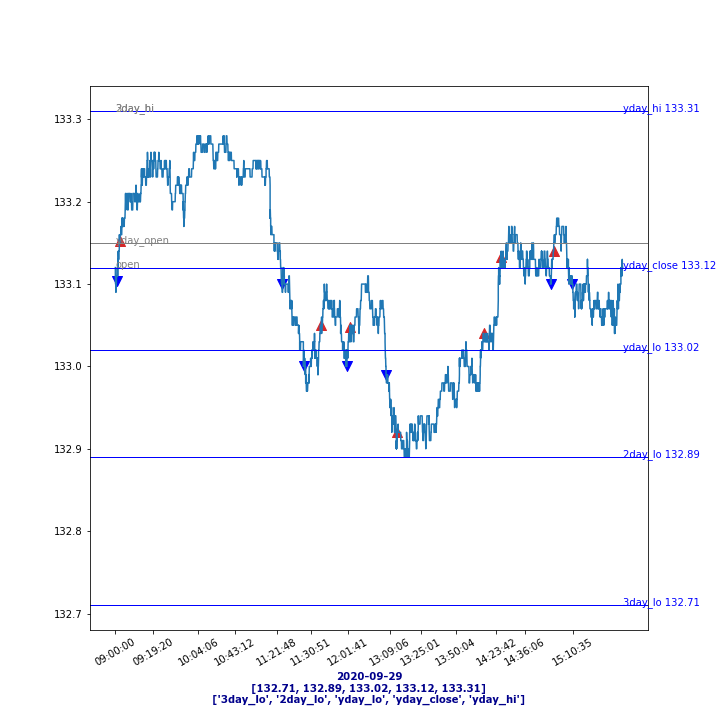 3day_hi
yday_hi 133.31
133.3
133.2
yday_open
open
yday_close 133.12
133.1
yday_lo 133.02
133.0
132.9
2day_lo 132.89
132.8
3day_lo 132.71
132.7
09:00:00 09:19:20 10:04:06 10:43:12 11:21:48 11:30:51 12:01:41 13:09:06 13:25:01 13:50:04 14:23:42 14:36:06 15:10:35
2020-09-29
[132.71, 132.89, 133.02, 133.12, 133.31]
['3day_lo', '2day_lo', 'yday_lo', 'yday_close', 'yday_hi']